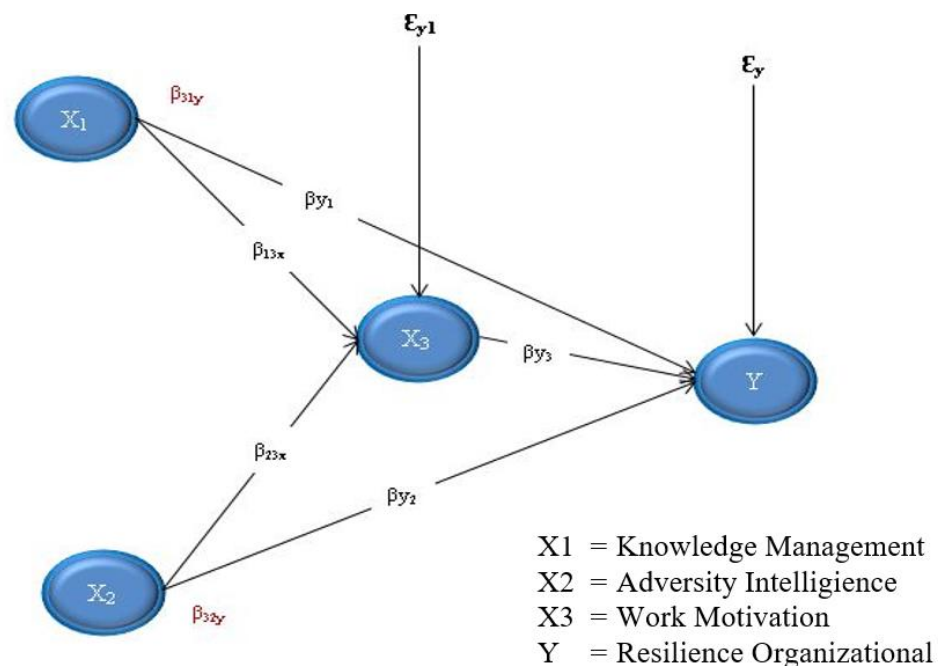 εy1
εy
X1
β31y
βy1
β13x
X3
βy3
Y
β23x
βy2
X2
β32y
X1 = Knowledge Management
X2 = Adversity Intelligience
X3 = Work Motivation
Y = Resilience Organizational